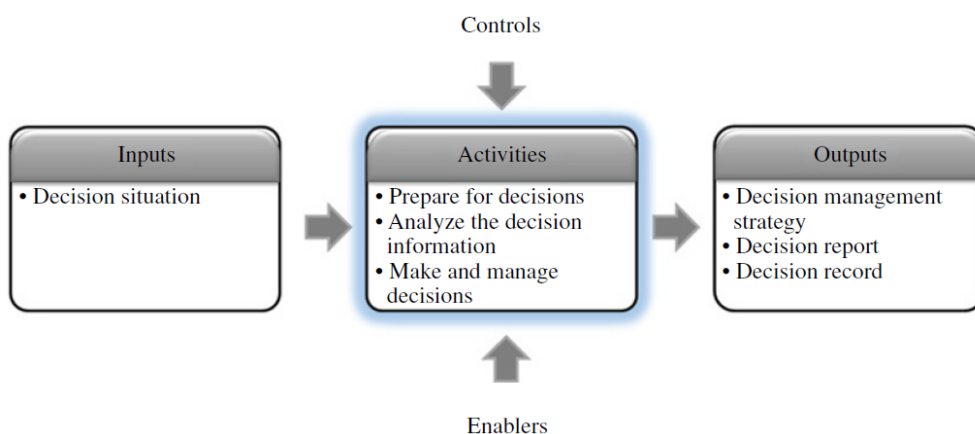 Controls
Inputs
• Decision situation
Activities
• Prepare for decisions
• Analyze the decision
information
• Make and manage
decisions
Outputs
• Decision management
strategy
• Decision report
• Decision record
Enablers